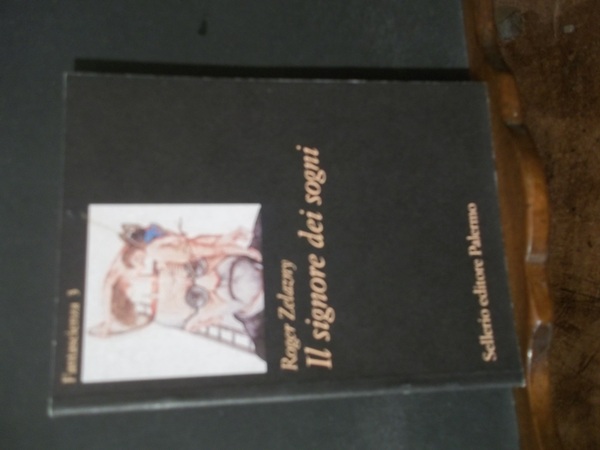 Fantascienza 3
Roger Zelazny
Il signore dei sogni
Sellerio editore Palermo